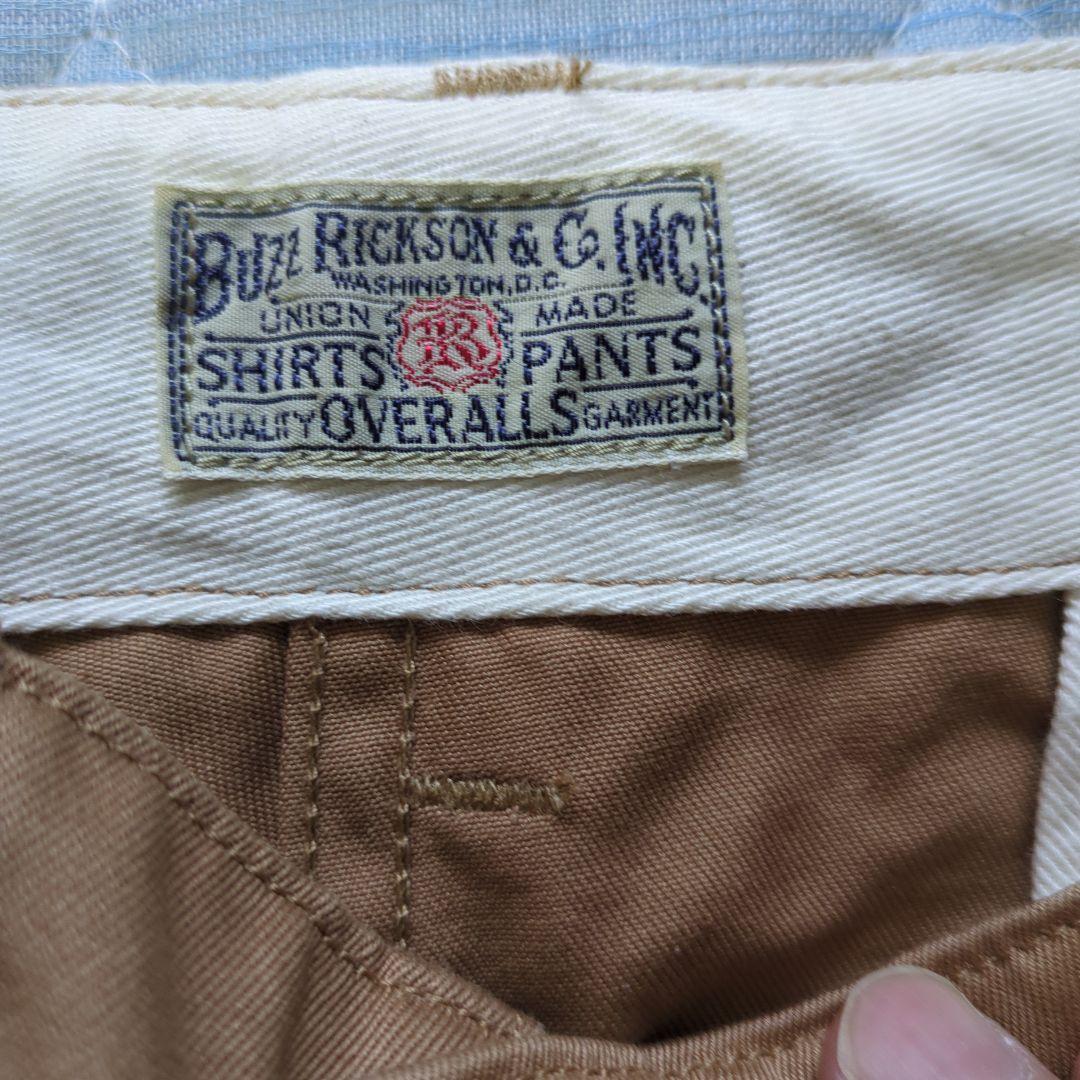 BUZZ RICKSON & CO. INC.
WASHINGTON, D.C.
UNION MADE
SHIRTS R PANTS
QUALITY OVERALLS GARMENT